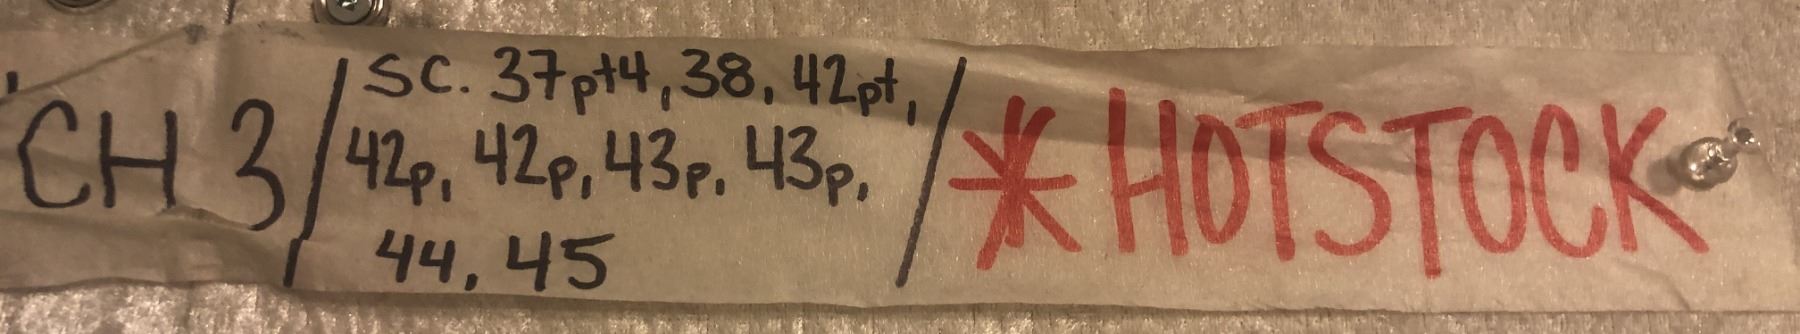 CH 3 / SC. 37pt4, 38, 42pt, / * HOTSTOCK
42p, 42p, 43p, 43p,
44, 45